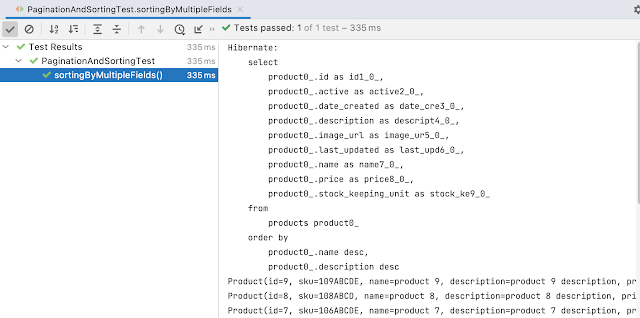 PaginationAndSortingTest.sortingByMultipleFields
Tests passed: 1 of 1 test – 335 ms
Test Results 335 ms
PaginationAndSortingTest 335 ms
sortingByMultipleFields() 335 ms
Hibernate:
select
product0_.id as id1_0_,
product0_.active as active2_0_,
product0_.date_created as date_cre3_0_,
product0_.description as descript4_0_,
product0_.image_url as image_ur5_0_,
product0_.last_updated as last_upd6_0_,
product0_.name as name7_0_,
product0_.price as price8_0_,
product0_.stock_keeping_unit as stock_ke9_0_
from
products product0_
order by
product0_.name desc,
product0_.description desc
Product(id=9, sku=109ABCDE, name=product 9, description=product 9 description, pr
Product(id=8, sku=108ABCD, name=product 8, description=product 8 description, pri
Product(id=7, sku=106ABCDE, name=product 7, description=product 7 description, pr